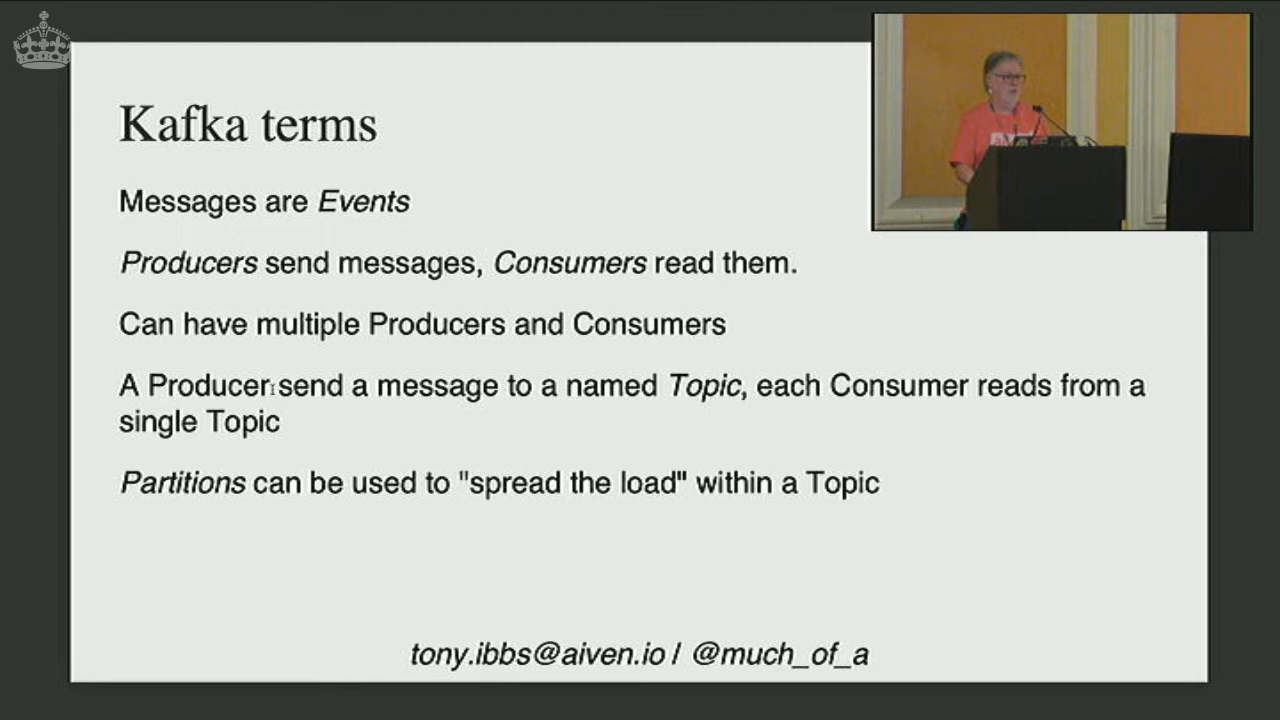 Kafka terms
Messages are Events
Producers send messages, Consumers read them.
Can have multiple Producers and Consumers
A Producer send a message to a named Topic, each Consumer reads from a
single Topic
Partitions can be used to "spread the load" within a Topic
tony.ibbs@aiven.io / @much_of_a